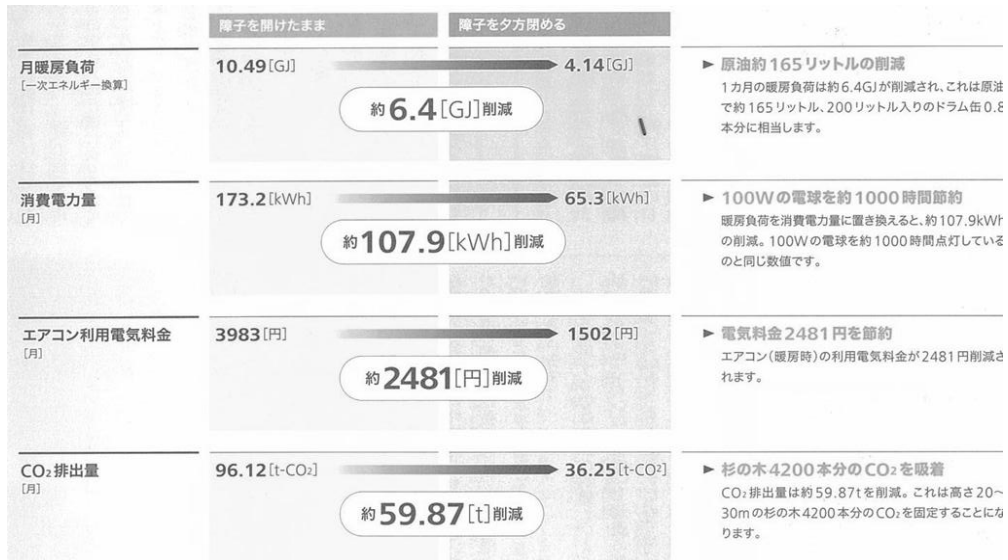 障子を開けたまま
障子を夕方閉める
月暖房負荷
[一次エネルギー換算]
10.49[GJ]
4.14[GJ]
約6.4[GJ]削減
▶ 原油約165リットルの削減
1カ月の暖房負荷は約6.4GJが削減され、これは原油
で約165リットル、200リットル入りのドラム缶0.8
本分に相当します。
消費電力量
[月]
173.2[kWh]
65.3[kWh]
約107.9[kWh]削減
▶ 100Wの電球を約1000時間節約
暖房負荷を消費電力量に置き換えると、約107.9kWh
の削減。100Wの電球を約1000時間点灯している
のと同じ数値です。
エアコン利用電気料金
[月]
3983[円]
1502[円]
約2481[円]削減
▶ 電気料金2481円を節約
エアコン(暖房時)の利用電気料金が2481円削減さ
れます。
CO₂排出量
[月]
96.12[t-CO₂]
36.25[t-CO²]
約59.87[t]削減
▶ 杉の木4200本分のCO₂を吸着
CO₂排出量は約59.87tを削減。これは高さ20〜
30mの杉の木4200本分のCO₂を固定することにな
ります。